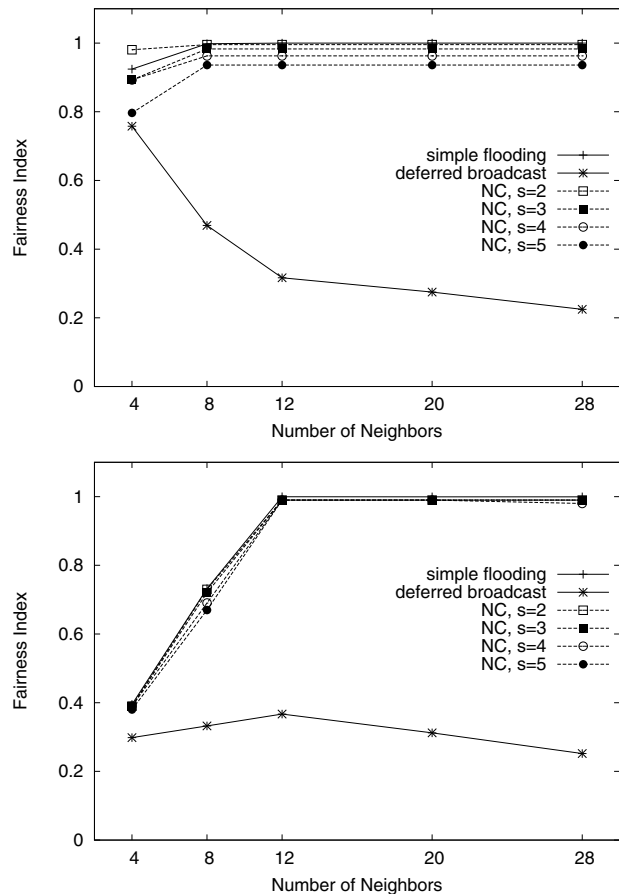 1
0.8
0.6
0.4
0.2
0
Fairness Index
simple flooding
deferred broadcast
NC, s=2
NC, s=3
NC, s=4
NC, s=5
4 8 12 20 28
Number of Neighbors
1
0.8
0.6
0.4
0.2
0
Fairness Index
simple flooding
deferred broadcast
NC, s=2
NC, s=3
NC, s=4
NC, s=5
4 8 12 20 28
Number of Neighbors